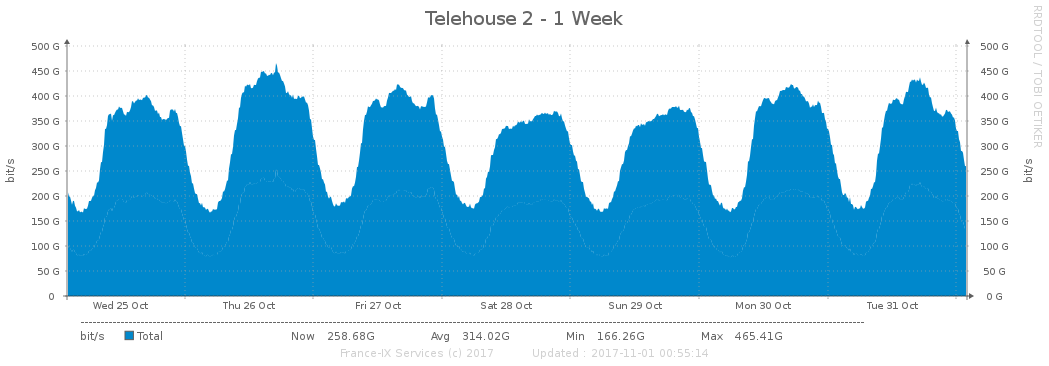 Telehouse 2 - 1 Week
RRDTOOL / TOBI OETIKER
500 G 500 G
450 G 450 G
400 G 400 G
350 G 350 G
300 G 300 G
250 G 250 G
200 G 200 G
150 G 150 G
100 G 100 G
50 G 50 G
0 0 G
bit/s bit/s
Wed 25 Oct Thu 26 Oct Fri 27 Oct Sat 28 Oct Sun 29 Oct Mon 30 Oct Tue 31 Oct
bit/s Total Now 258.68G Avg 314.02G Min 166.26G Max 465.41G
France-IX Services (c) 2017 Updated : 2017-11-01 00:55:14